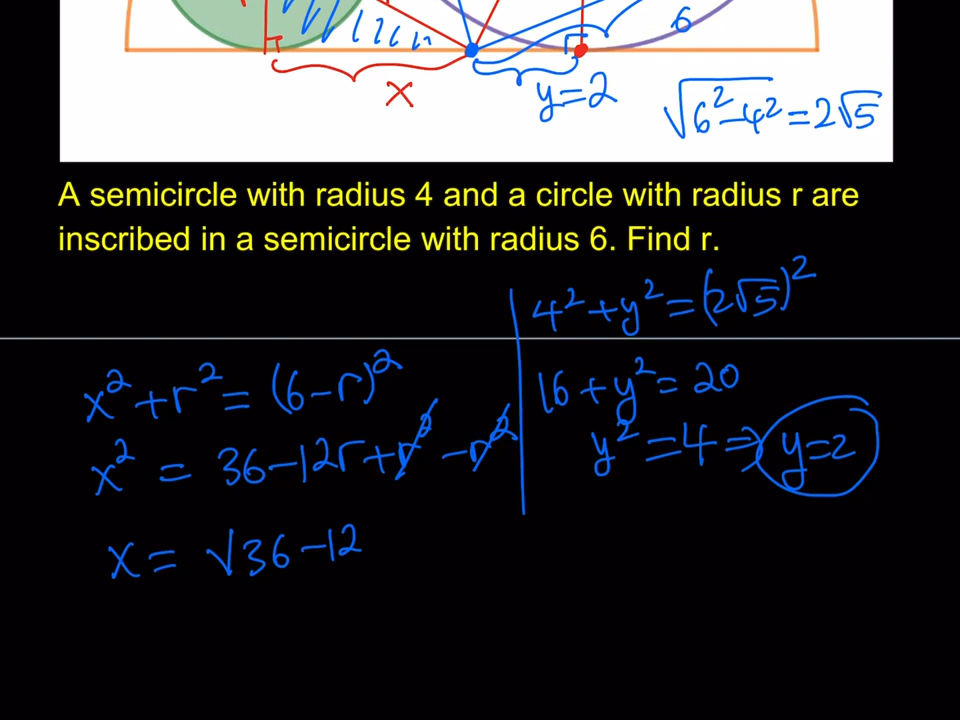 6
x
y=2
√6²-4² = 2√5
A semicircle with radius 4 and a circle with radius r are
inscribed in a semicircle with radius 6. Find r.
4² + y² = (2√5)²
16 + y² = 20
y² = 4 ⇒ y=2
x² + r² = (6-r)²
x² = 36-12r+r² -r²
x = √36-12